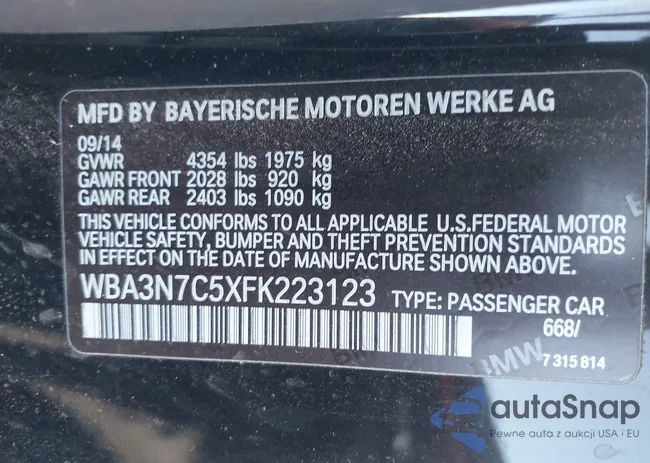 MFD BY BAYERISCHE MOTOREN WERKE AG
09/14
GVWR 4354 lbs 1975 kg
GAWR FRONT 2028 lbs 920 kg
GAWR REAR 2403 lbs 1090 kg
THIS VEHICLE CONFORMS TO ALL APPLICABLE U.S.FEDERAL MOTOR
VEHICLE SAFETY, BUMPER AND THEFT PREVENTION STANDARDS
IN EFFECT ON THE DATE OF MANUFACTURE SHOWN ABOVE.
WBA3N7C5XFK223123 TYPE: PASSENGER CAR
668/
BMW
7 315 814
autaSnap
Pewne auta z aukcji USA i EU